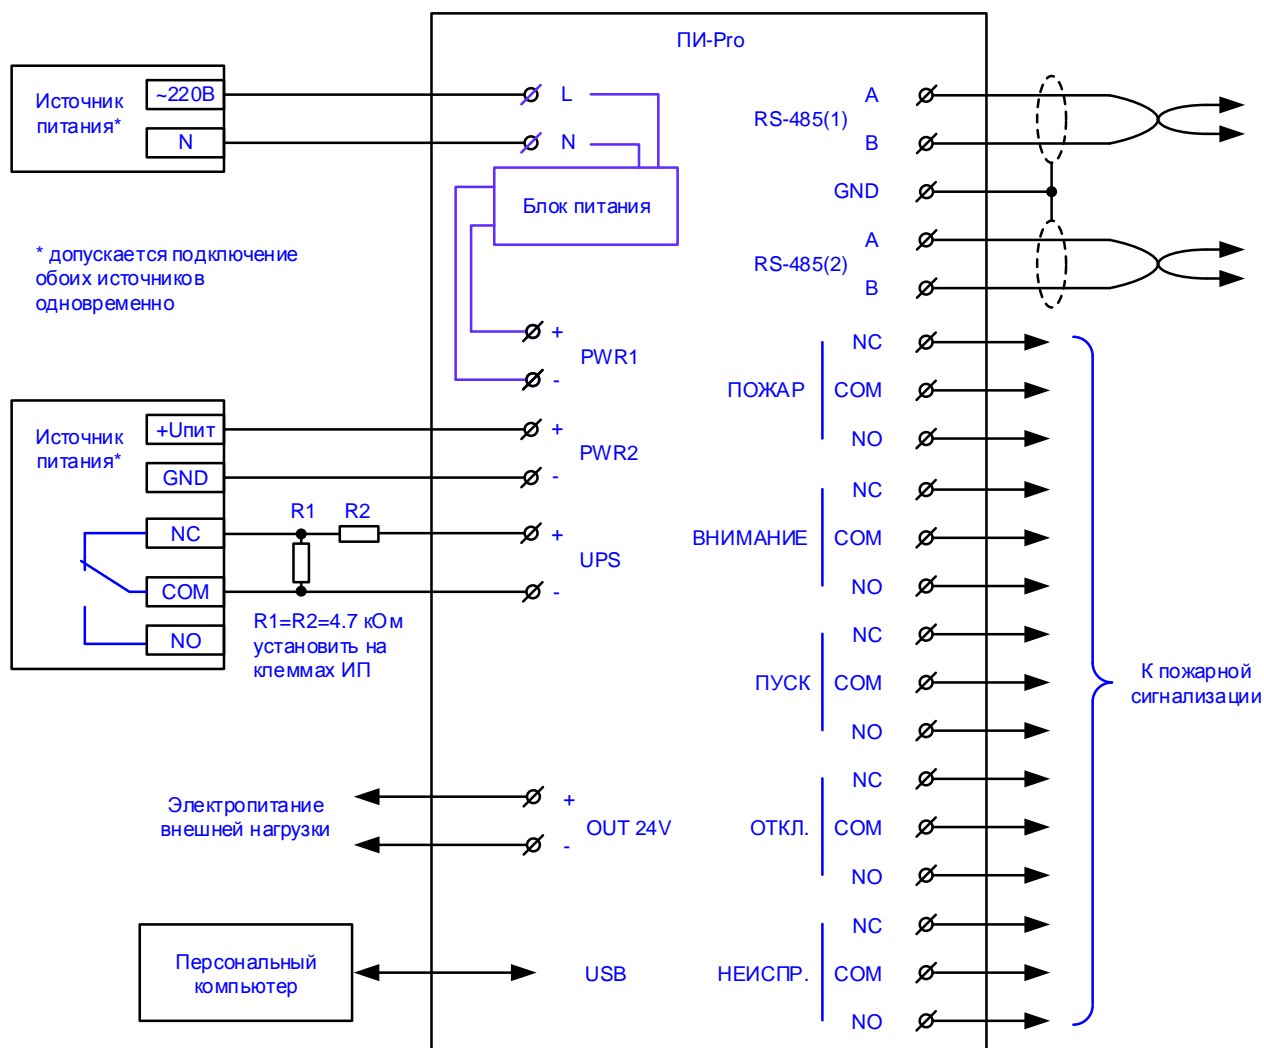 ПИ-Pro
Источник
питания*
~220В
N
L
N
Блок питания
* допускается подключение
обоих источников
одновременно
+
PWR1
-
Источник
питания*
+Uпит
GND
NC
COM
NO
R1
R2
R1=R2=4.7 кОм
установить на
клеммах ИП
+
PWR2
-
+
UPS
-
Электропитание
внешней нагрузки
+
OUT 24V
-
Персональный
компьютер
USB
A
RS-485(1)
B
GND
A
RS-485(2)
B
NC
ПОЖАР
COM
NO
NC
ВНИМАНИЕ
COM
NO
NC
ПУСК
COM
NO
NC
ОТКЛ.
COM
NO
NC
НЕИСПР.
COM
NO
К пожарной
сигнализации